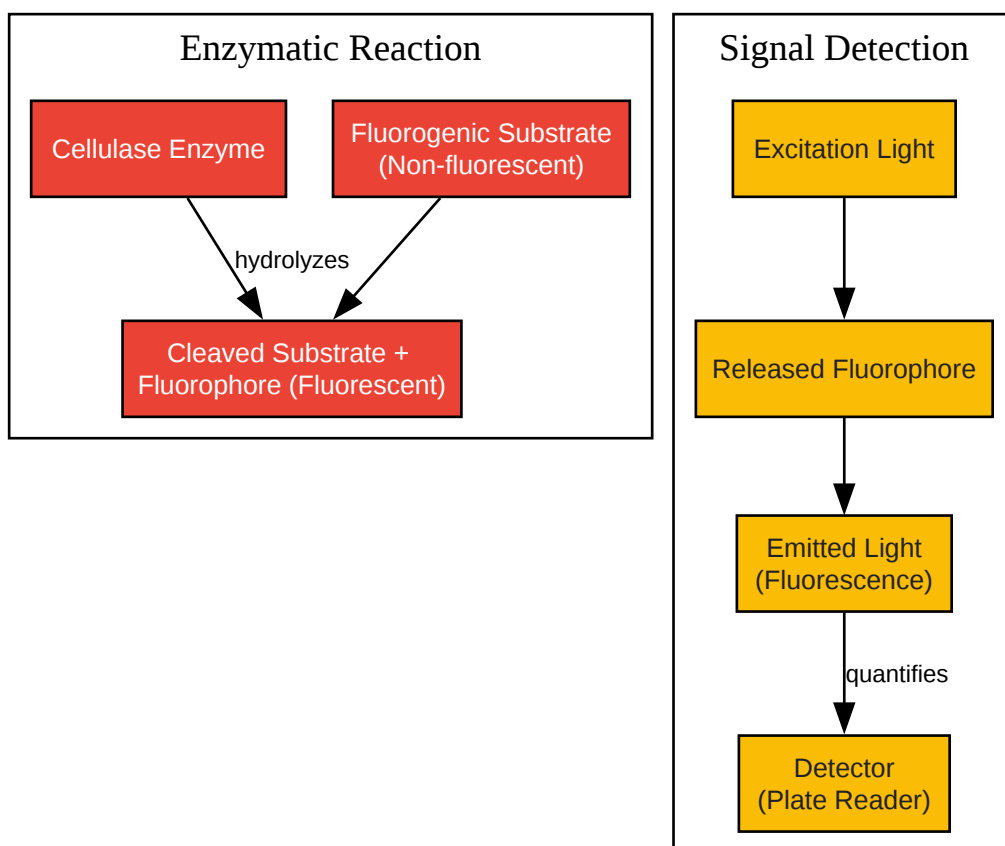 Enzymatic Reaction
Cellulase Enzyme
Fluorogenic Substrate
(Non-fluorescent)
hydrolyzes
Cleaved Substrate +
Fluorophore (Fluorescent)
Signal Detection
Excitation Light
Released Fluorophore
Emitted Light
(Fluorescence)
quantifies
Detector
(Plate Reader)